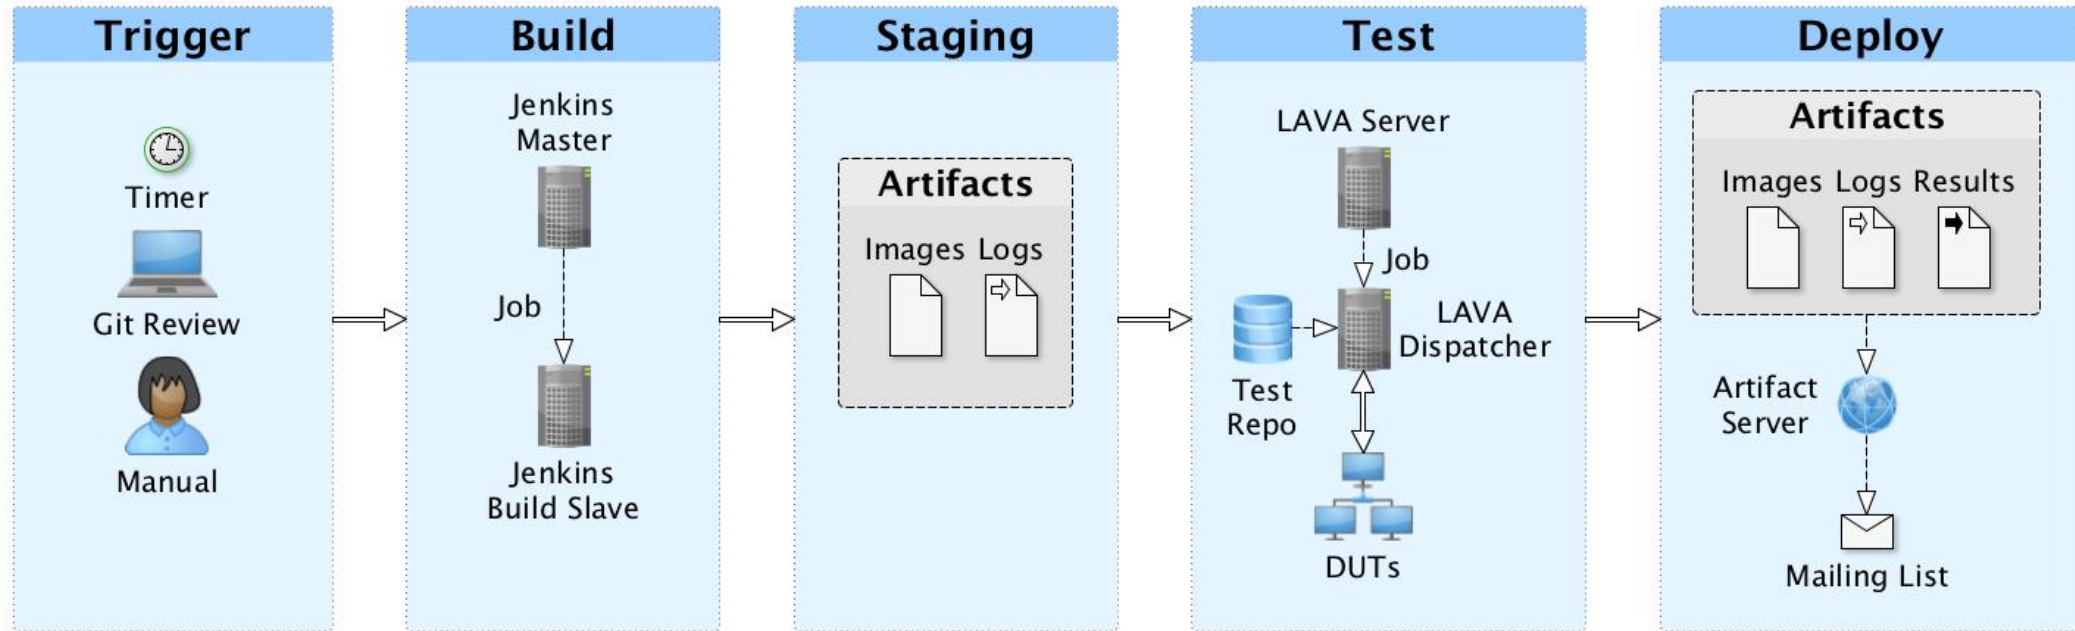 Trigger
Timer
Git Review
Manual
Build
Jenkins
Master
Job
Jenkins
Build Slave
Staging
Artifacts
Images Logs
Test
LAVA Server
Job
LAVA
Dispatcher
Test
Repo
DUTs
Deploy
Artifacts
Images Logs Results
Artifact
Server
Mailing List